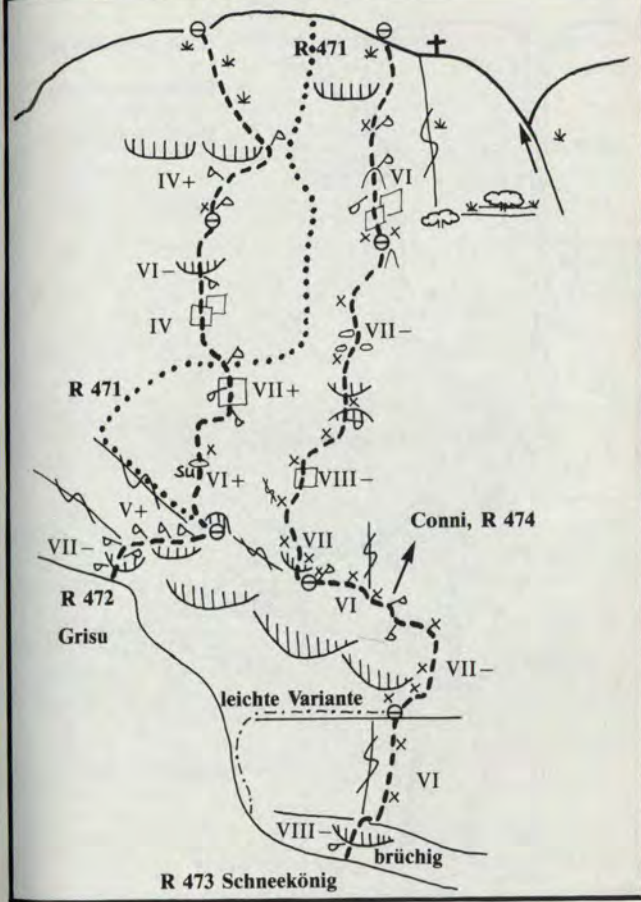 R 471
IV+
VI
VI–
IV
VII–
R 471
VII+
Su
VI+
VIII–
V+
VII
Conni, R 474
VII–
R 472
VI
Grisu
VII–
leichte Variante
VI
VIII–
brüchig
R 473 Schneekönig